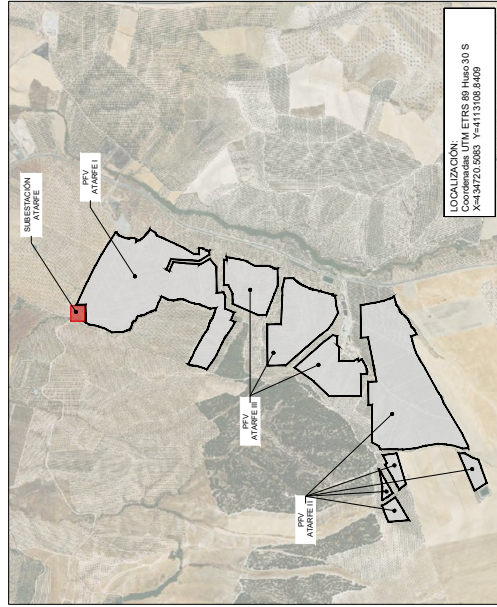 SUBESTACIÓN
ATARFE
PFV
ATARFE I
PFV
ATARFE III
PFV
ATARFE II
LOCALIZACIÓN:
Coordenadas UTM ETRS 89 Huso 30 S
X=434720.5083 Y=4113108.8409